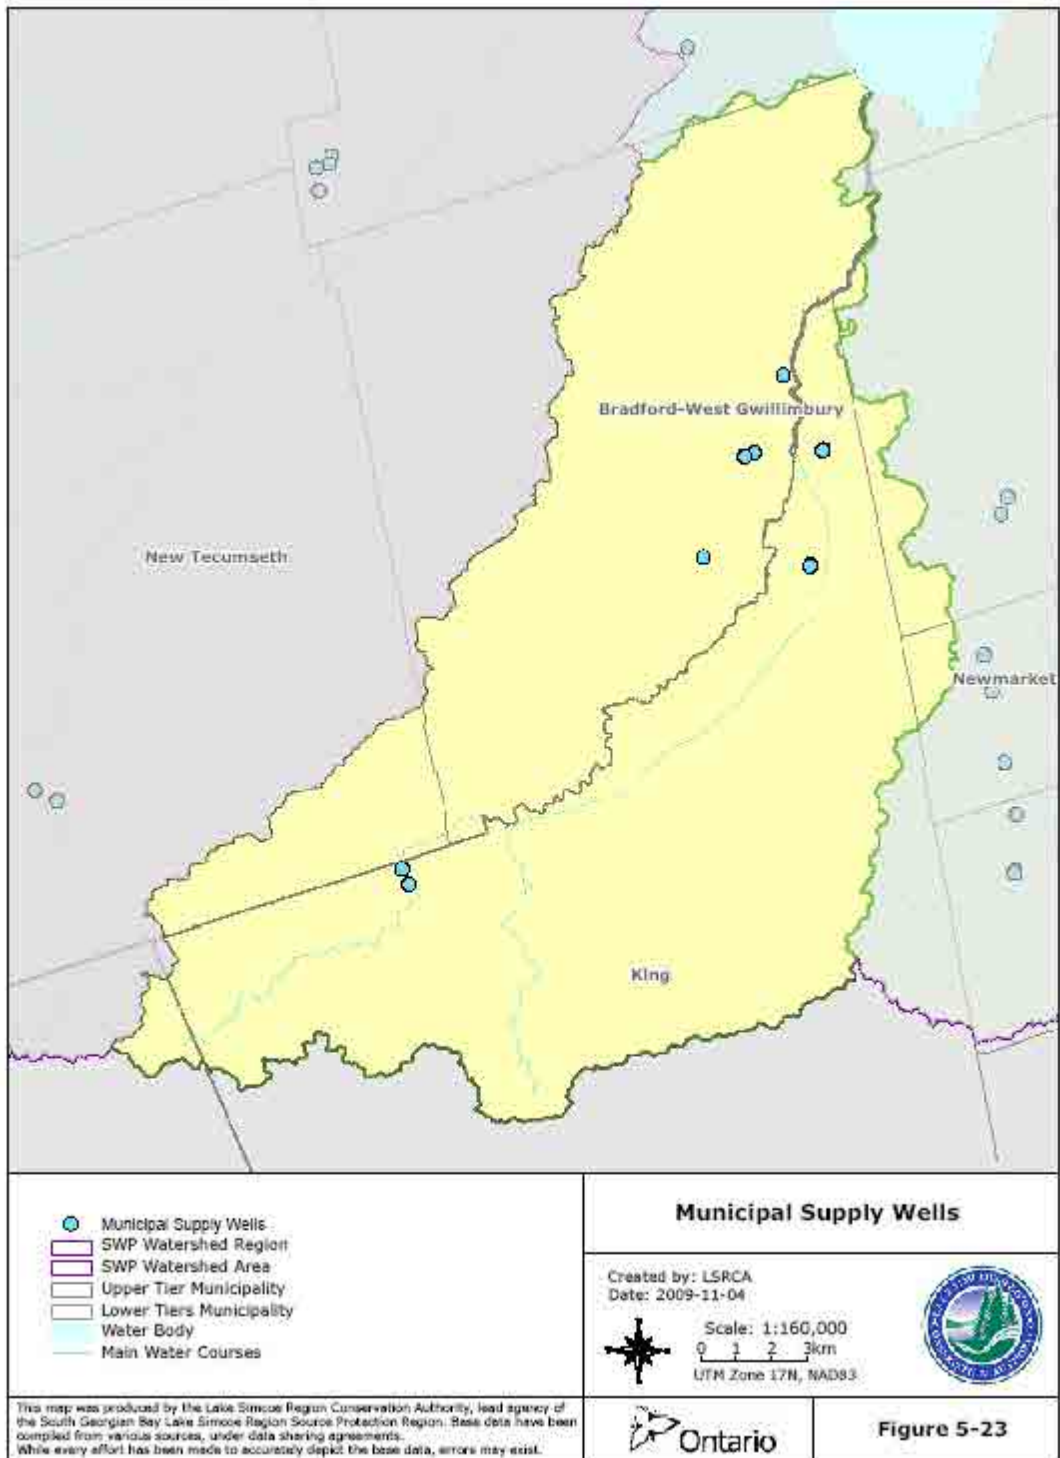 Bradford-West Gwillimbury
New Tecumseth
Newmarket
King
Municipal Supply Wells
SWP Watershed Region
SWP Watershed Area
Upper Tier Municipality
Lower Tiers Municipality
Water Body
Main Water Courses
Municipal Supply Wells
Created by: LSRCA
Date: 2009-11-04
Scale: 1:160,000
0 1 2 3km
UTM Zone 17N, NAD83
This map was produced by the Lake Simcoe Region Conservation Authority, lead agency of
the South Georgian Bay Lake Simcoe Region Source Protection Region. Base data have been
compiled from various sources, under data sharing agreements.
While every effort has been made to accurately depict the base data, errors may exist.
Ontario
Figure 5-23